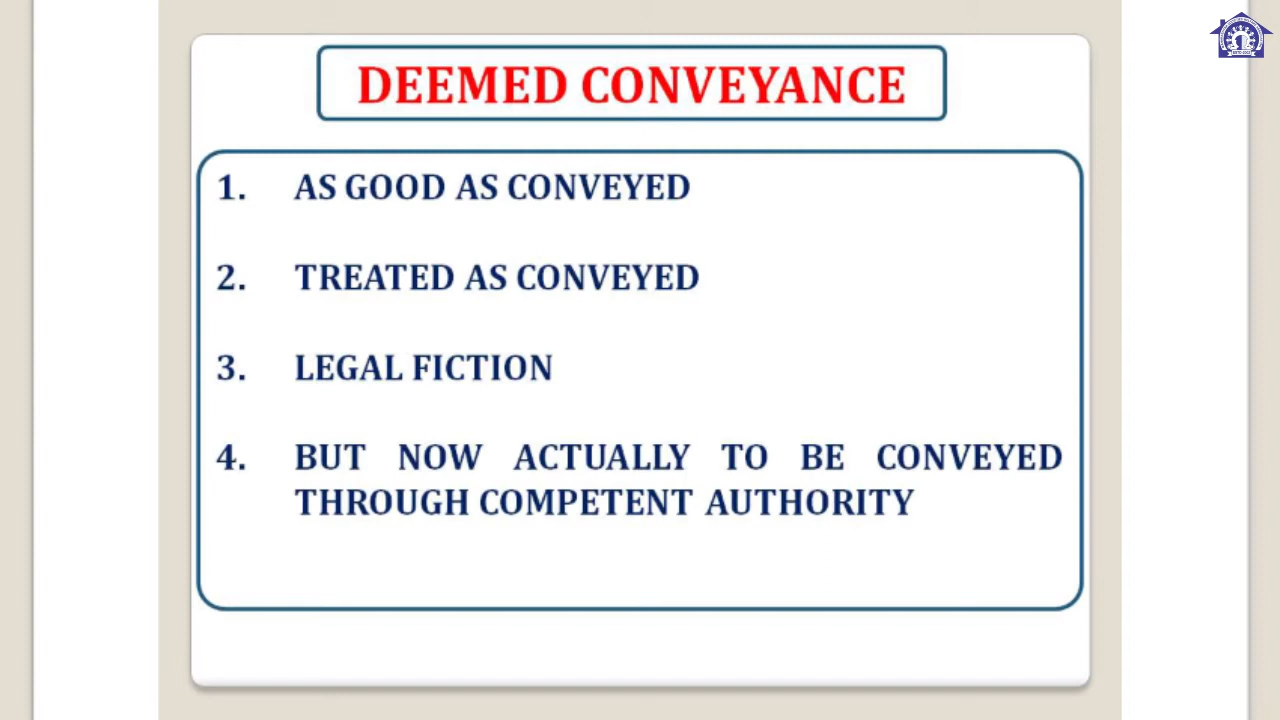 DEEMED CONVEYANCE
1. AS GOOD AS CONVEYED
2. TREATED AS CONVEYED
3. LEGAL FICTION
4. BUT NOW ACTUALLY TO BE CONVEYED
THROUGH COMPETENT AUTHORITY